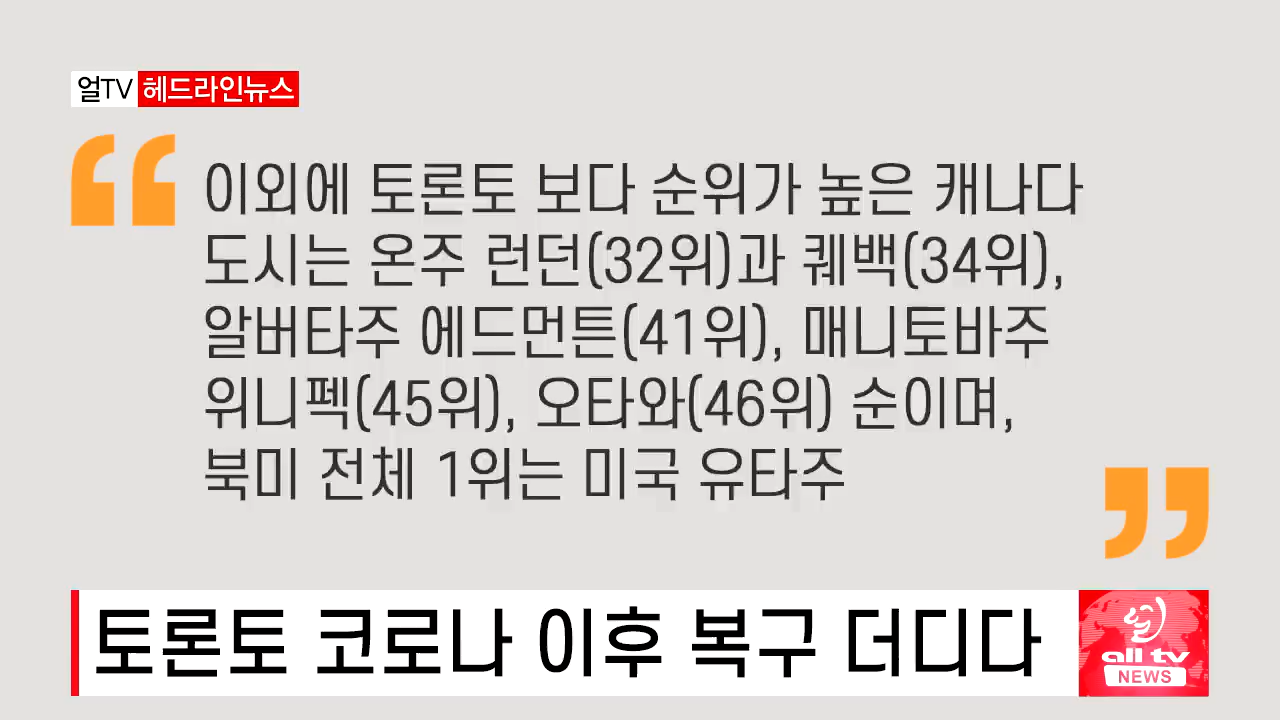 얼TV 헤드라인뉴스
이외에 토론토 보다 순위가 높은 캐나다
도시는 온주 런던(32위)과 퀘백(34위),
알버타주 에드먼튼(41위), 매니토바주
위니펙(45위), 오타와(46위) 순이며,
북미 전체 1위는 미국 유타주
토론토 코로나 이후 복구 더디다
얼
all tv
NEWS